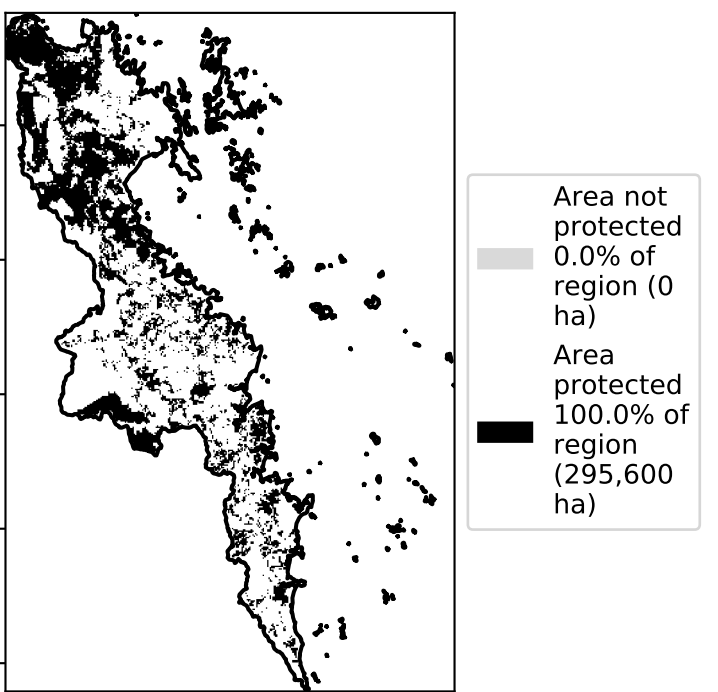 Area not
protected
0.0% of
region (0
ha)
Area
protected
100.0% of
region
(295,600
ha)